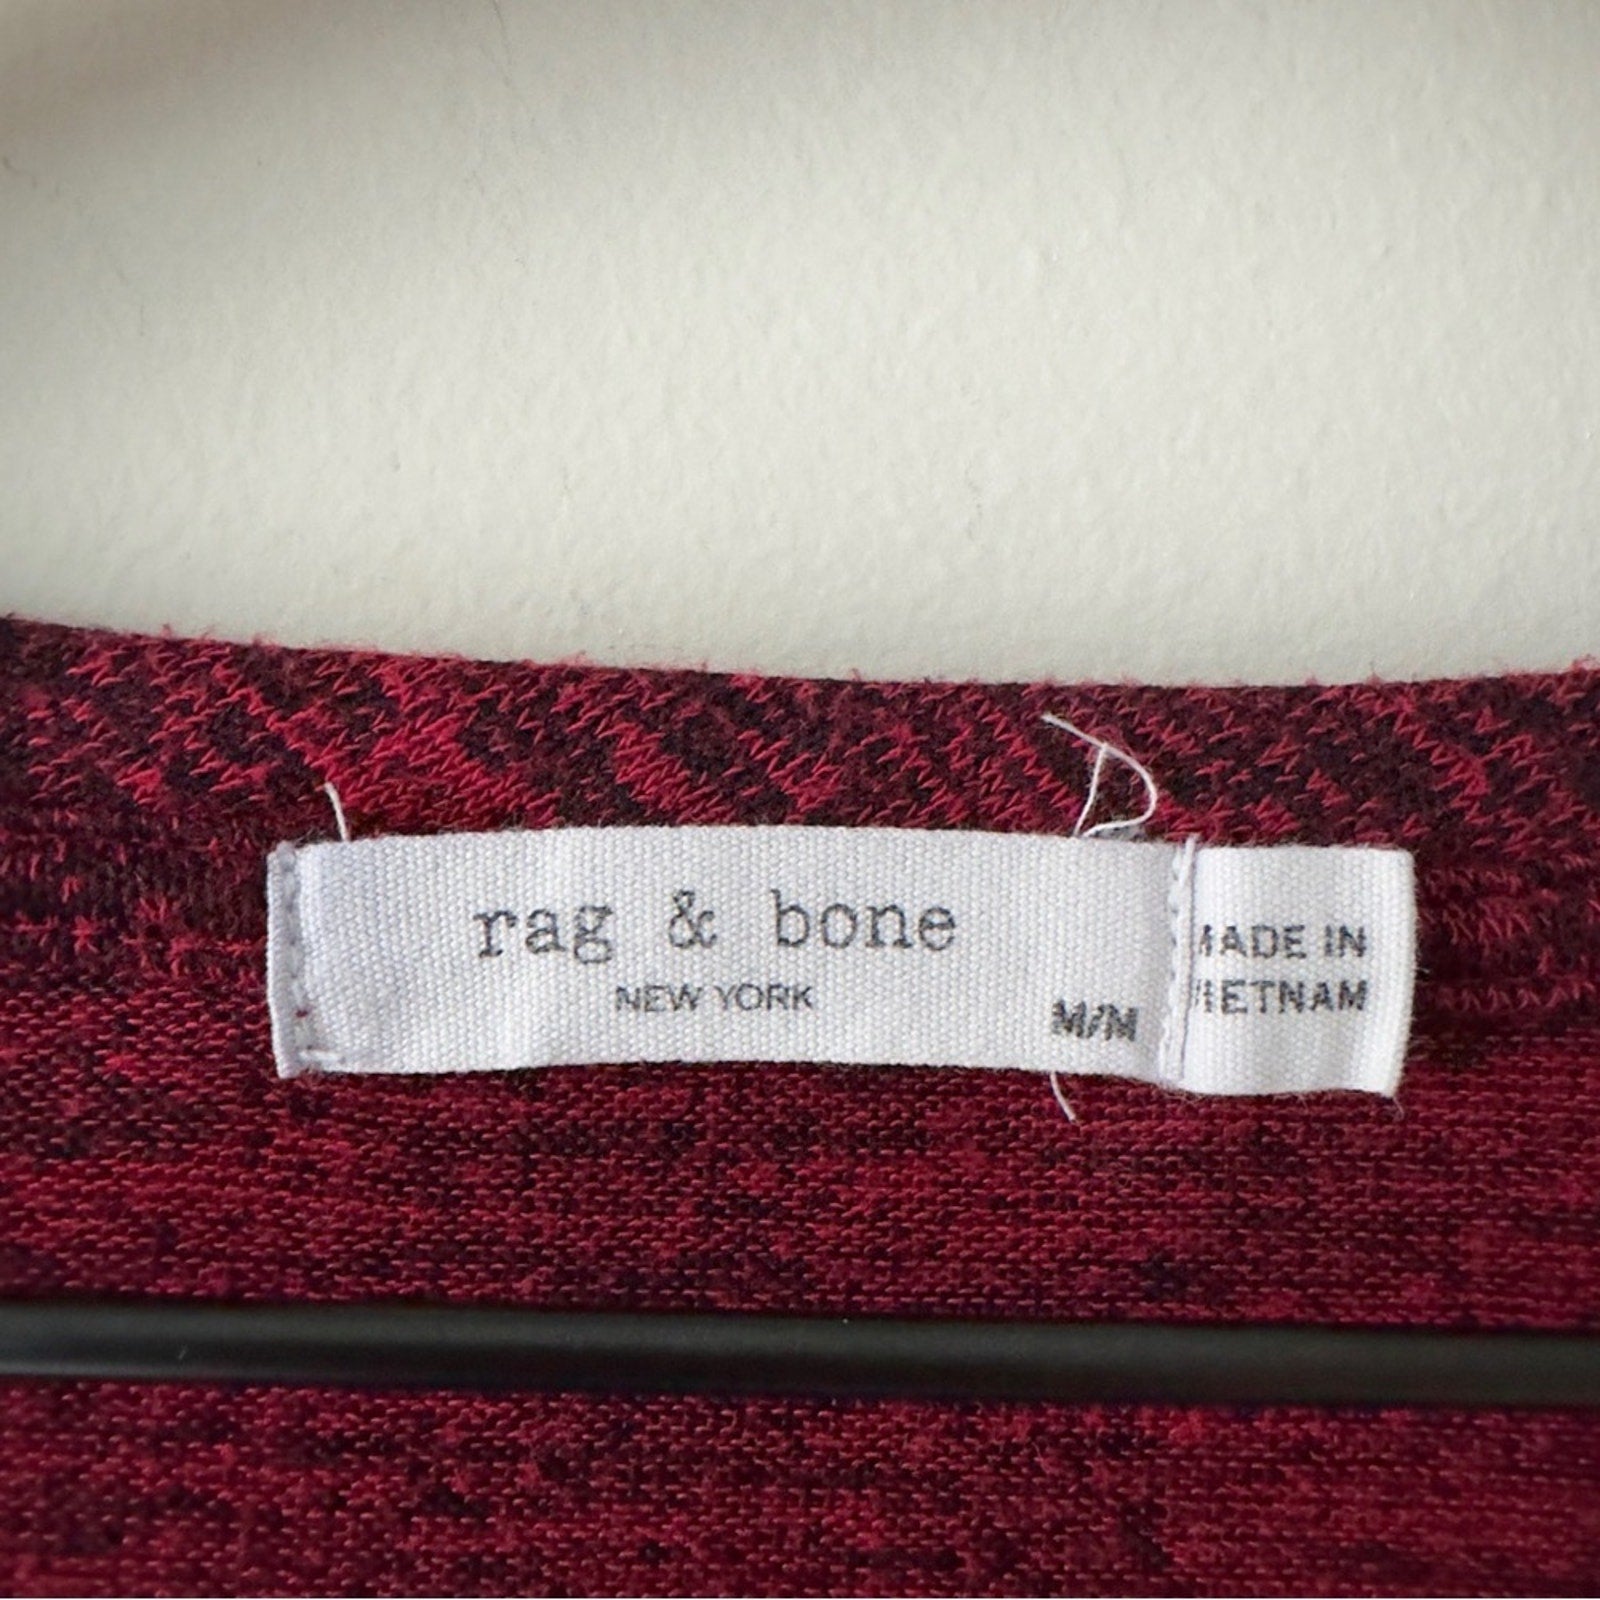 rag & bone
NEW YORK
M/M
MADE IN
VIETNAM